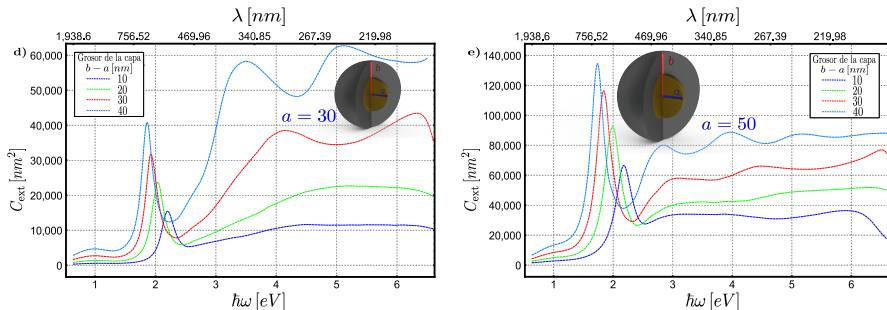 λ [nm]
1,938,6 756,52 469,96 340,85 267,39 219,98
d)
60,000
50,000
40,000
30,000
20,000
10,000
0
C_ext [nm²]
Grosor de la capa
b − a [nm]
10
20
30
40
b
a
a = 30
1 2 3 4 5 6
ħω [eV]
λ [nm]
1,938,6 756,52 469,96 340,85 267,39 219,98
e)
140,000
120,000
100,000
80,000
60,000
40,000
20,000
0
C_ext [nm²]
b
a
a = 50
Grosor de la capa
b − a [nm]
10
20
30
40
1 2 3 4 5 6
ħω [eV]